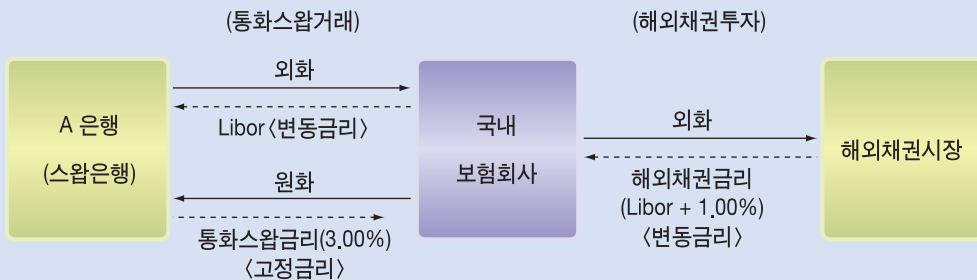 (통화스왑거래)
(해외채권투자)
A 은행
(스왑은행)
외화
Libor〈변동금리〉
원화
통화스왑금리(3.00%)
〈고정금리〉
국내
보험회사
외화
해외채권금리
(Libor + 1.00%)
〈변동금리〉
해외채권시장